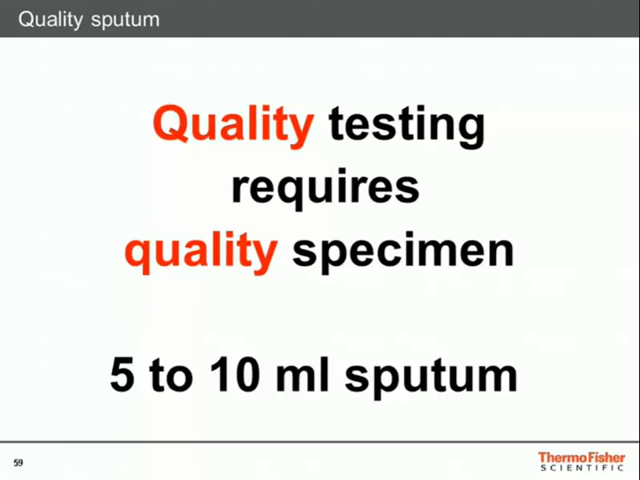 Quality sputum
Quality testing
requires
quality specimen
5 to 10 ml sputum
59
ThermoFisher
SCIENTIFIC